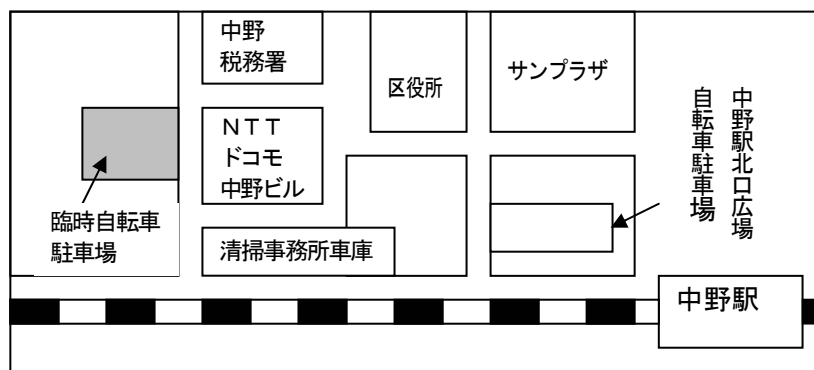 中野
税務署
区役所
サンプラザ
中野駅北口広場
自転車駐車場
ＮＴＴ
ドコモ
中野ビル
臨時自転車
駐車場
清掃事務所車庫
中野駅